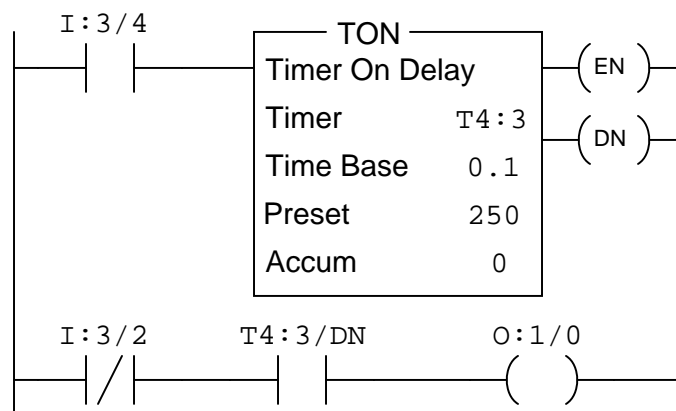 I:3/4
TON
Timer On Delay
EN
Timer T4:3
DN
Time Base 0.1
Preset 250
Accum 0
I:3/2 T4:3/DN O:1/0